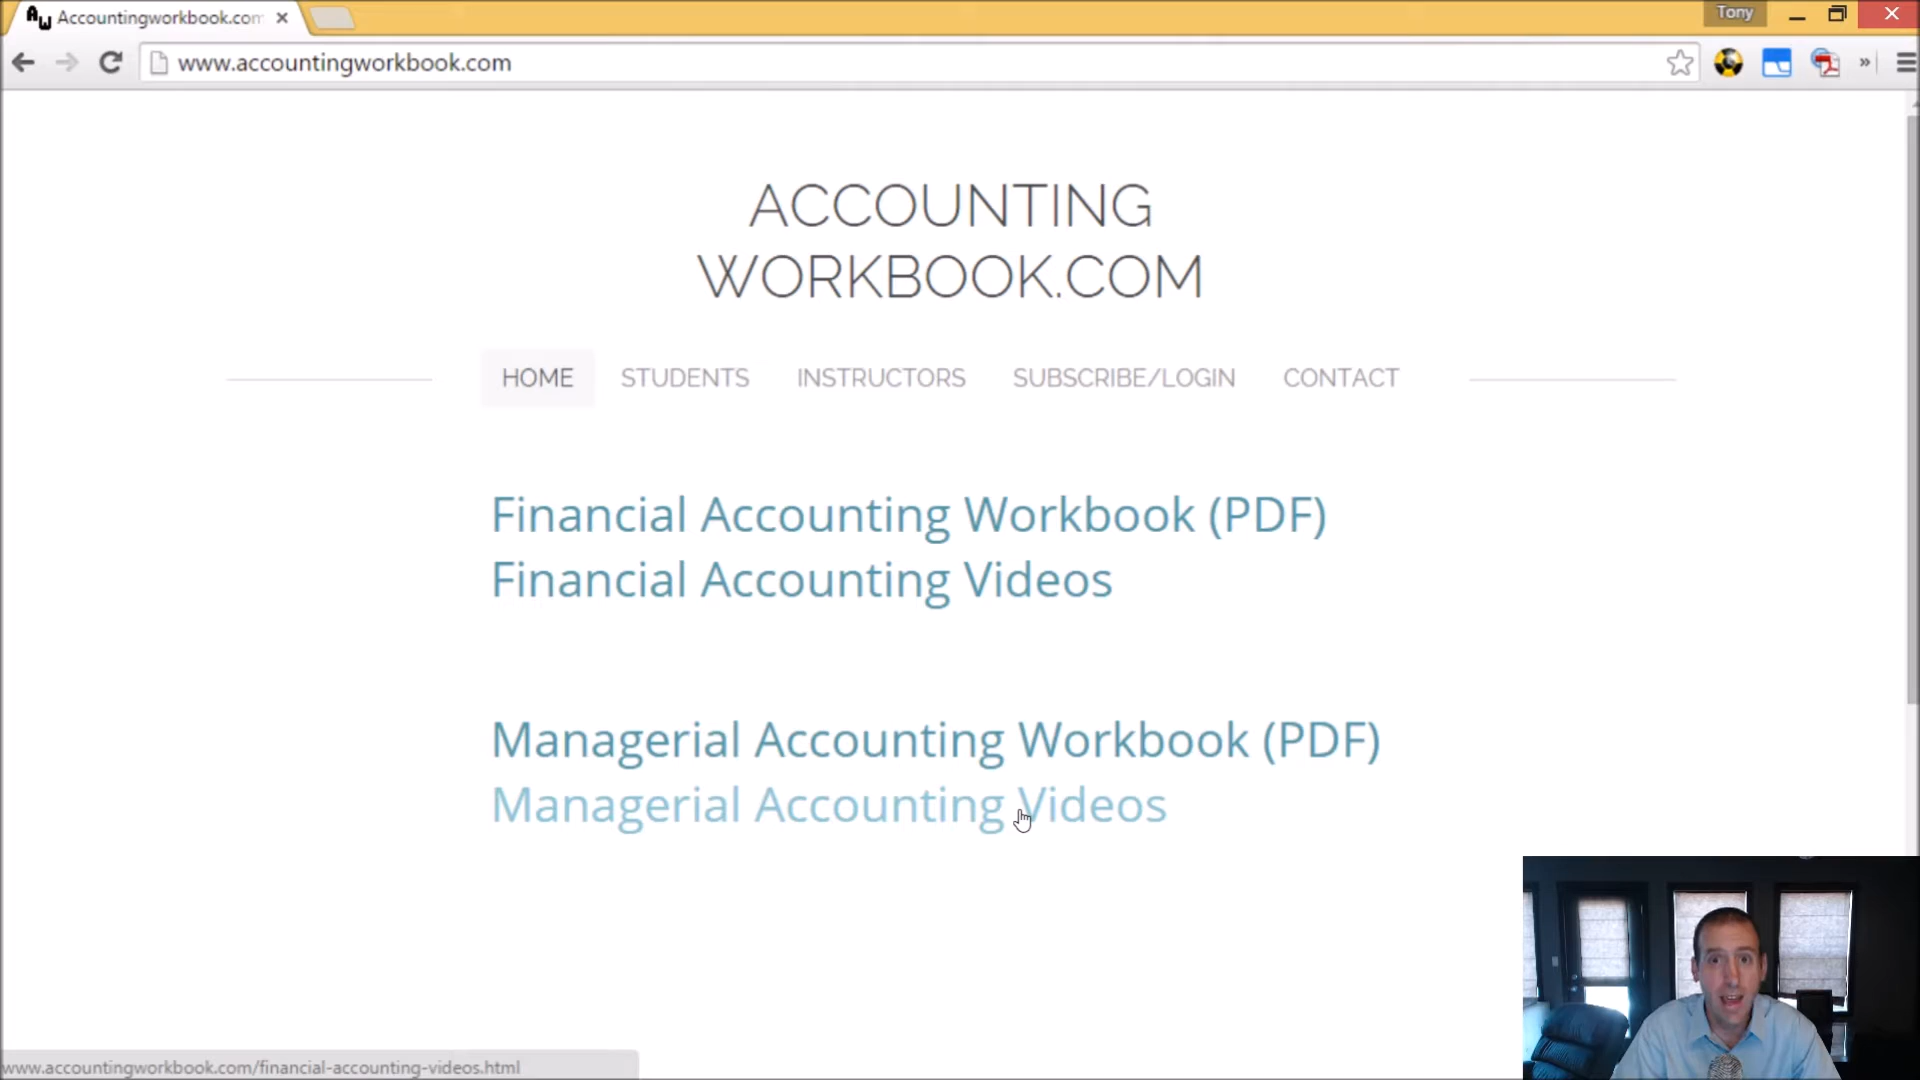 Accountingworkbook.com
Tony
www.accountingworkbook.com
ACCOUNTING
WORKBOOK.COM
HOME STUDENTS INSTRUCTORS SUBSCRIBE/LOGIN CONTACT
Financial Accounting Workbook (PDF)
Financial Accounting Videos
Managerial Accounting Workbook (PDF)
Managerial Accounting Videos
www.accountingworkbook.com/financial-accounting-videos.html